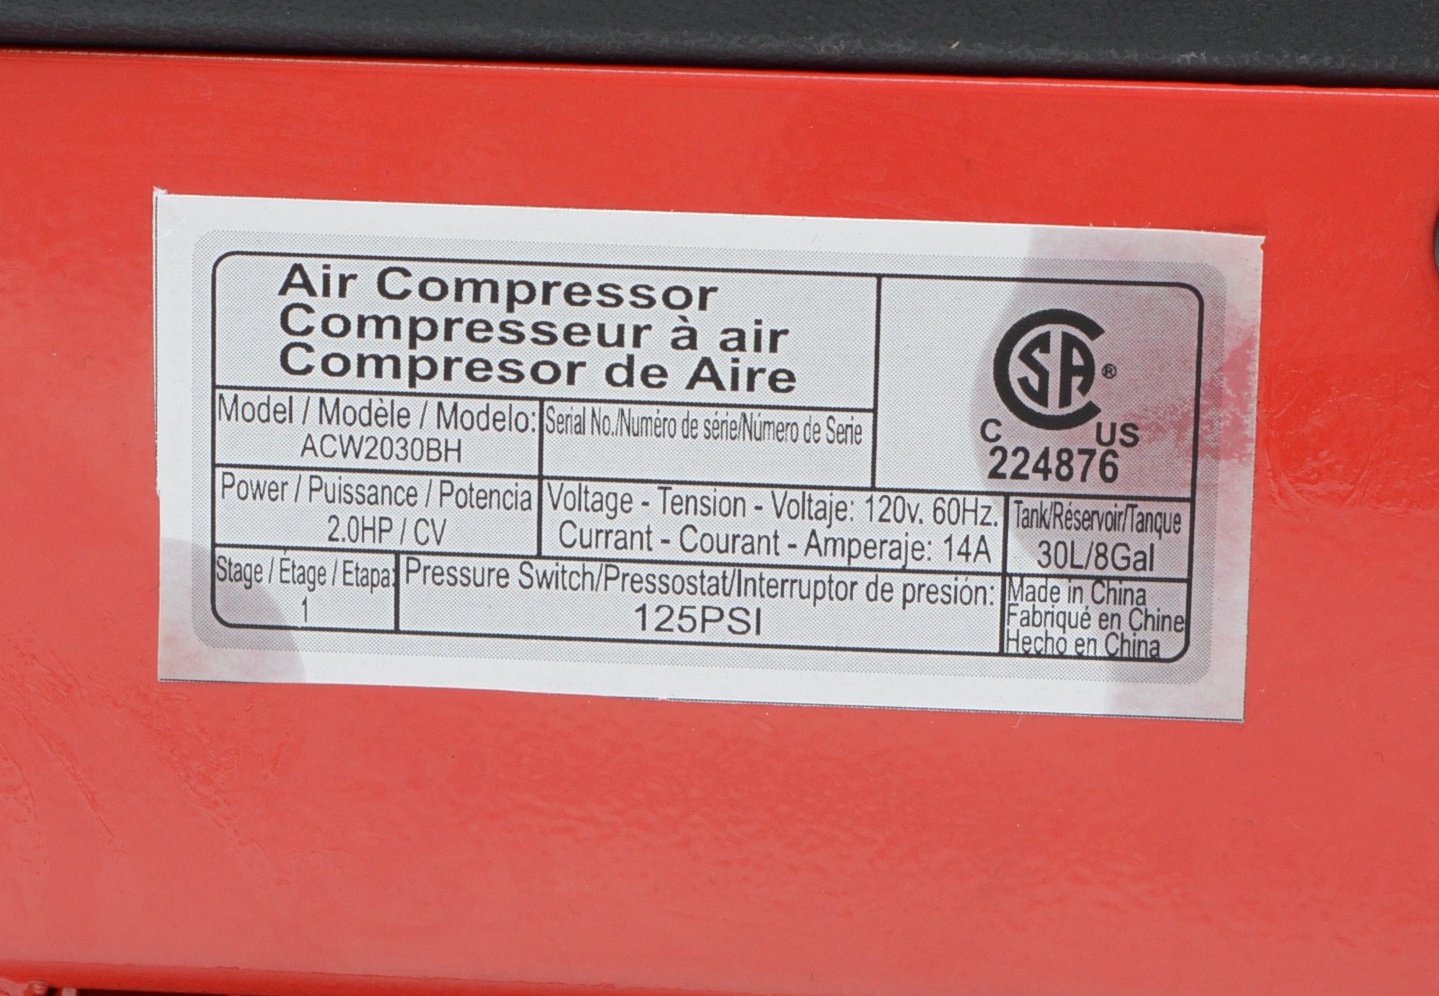 Air Compressor
Compresseur à air
Compresor de Aire
CSA®
C US
224876
Model / Modèle / Modelo:
ACW2030BH
Serial No./Numéro de série/Número de Serie
Power / Puissance / Potencia
2.0HP / CV
Voltage - Tension - Voltaje: 120v. 60Hz.
Currant - Courant - Amperaje: 14A
Tank/Réservoir/Tanque
30L/8Gal
Stage / Étage / Etapa:
1
Pressure Switch/Pressostat/Interruptor de presión:
125PSI
Made in China
Fabriqué en Chine
Hecho en China